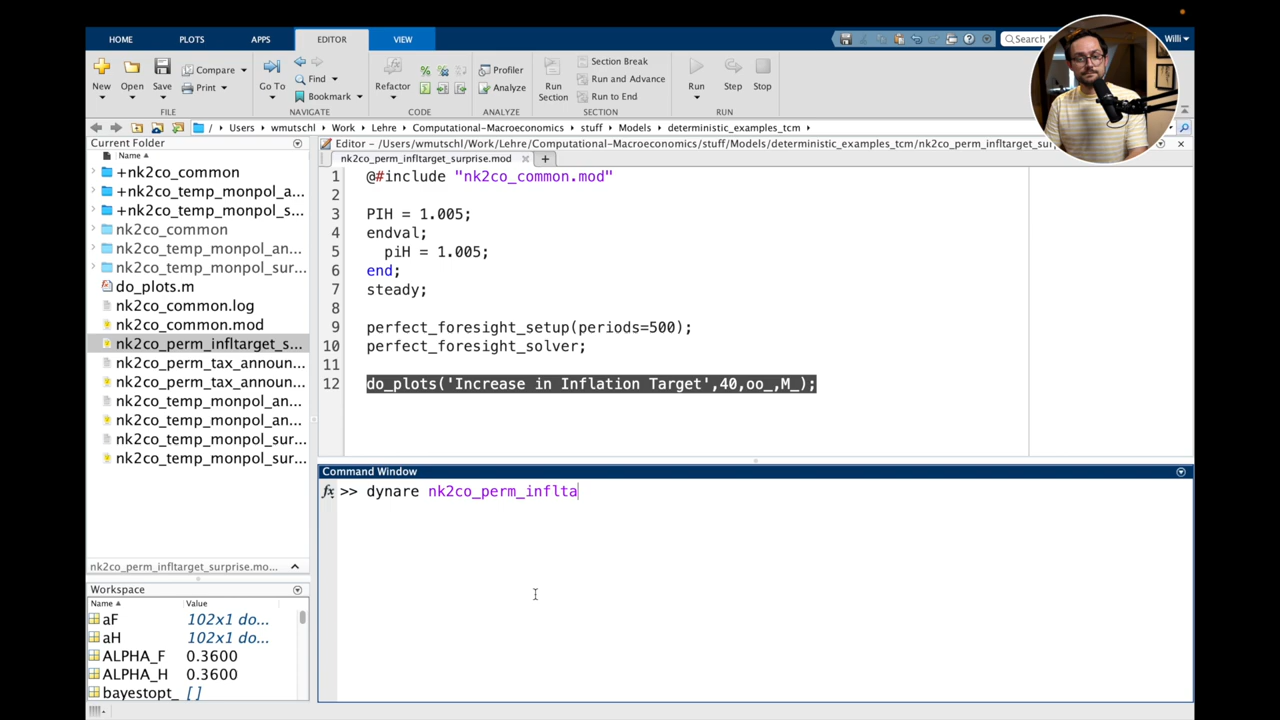 HOME PLOTS APPS EDITOR VIEW Search Willi
New Open Save Compare Print
Go To Find Bookmark
Refactor
Profiler Analyze
Run Section Section Break Run and Advance Run to End
Run Step Stop
FILE NAVIGATE CODE ANALYZE SECTION RUN
/ Users wmutschl Work Lehre Computational-Macroeconomics stuff Models deterministic_examples_tcm
Current Folder
Name
+nk2co_common
+nk2co_temp_monpol_a...
+nk2co_temp_monpol_s...
nk2co_common
nk2co_temp_monpol_an...
nk2co_temp_monpol_sur...
do_plots.m
nk2co_common.log
nk2co_common.mod
nk2co_perm_infltarget_s...
nk2co_perm_tax_announ...
nk2co_perm_tax_announ...
nk2co_temp_monpol_an...
nk2co_temp_monpol_an...
nk2co_temp_monpol_sur...
nk2co_temp_monpol_sur...
nk2co_perm_infltarget_surprise.mo...
Workspace
Name Value
aF 102x1 do...
aH 102x1 do...
ALPHA_F 0.3600
ALPHA_H 0.3600
bayestopt_ []
Editor - /Users/wmutschl/Work/Lehre/Computational-Macroeconomics/stuff/Models/deterministic_examples_tcm/nk2co_perm_infltarget_su
nk2co_perm_infltarget_surprise.mod
1 @#include "nk2co_common.mod"
2
3 PIH = 1.005;
4 endval;
5 piH = 1.005;
6 end;
7 steady;
8
9 perfect_foresight_setup(periods=500);
10 perfect_foresight_solver;
11
12 do_plots('Increase in Inflation Target',40,oo_,M_);
Command Window
fx >> dynare nk2co_perm_inflta